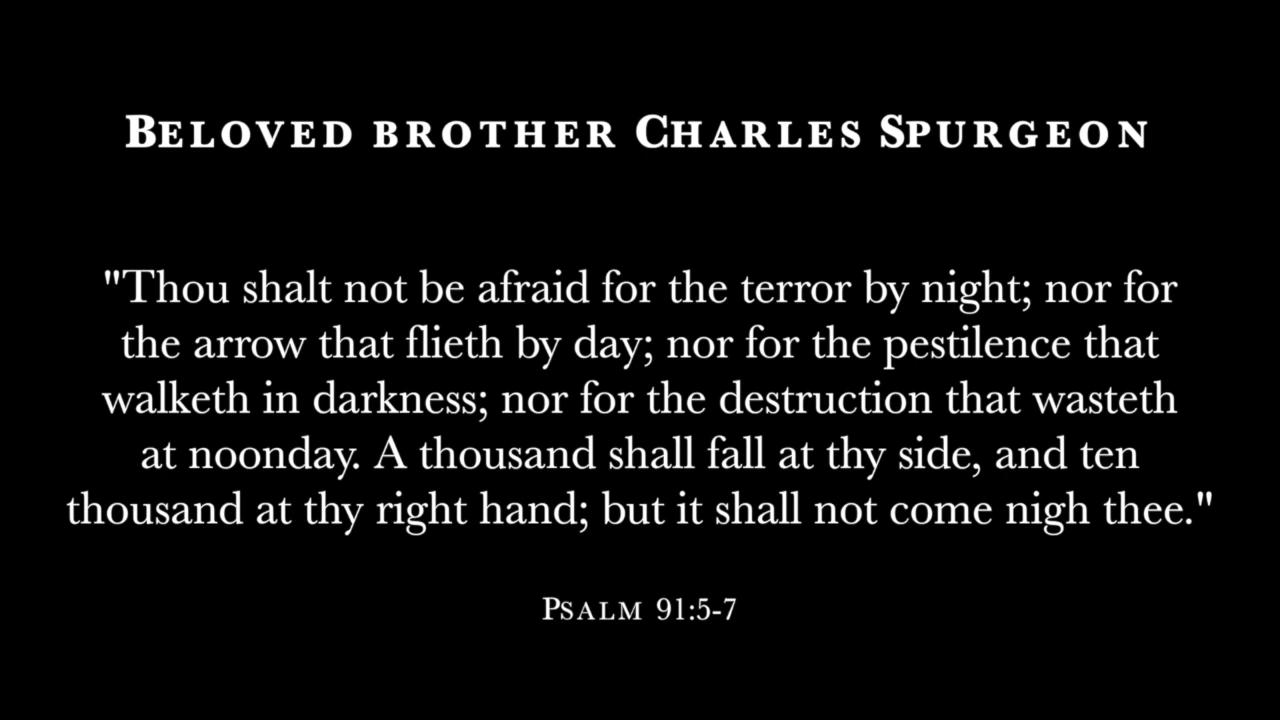 Beloved brother Charles Spurgeon
"Thou shalt not be afraid for the terror by night; nor for
the arrow that flieth by day; nor for the pestilence that
walketh in darkness; nor for the destruction that wasteth
at noonday. A thousand shall fall at thy side, and ten
thousand at thy right hand; but it shall not come nigh thee."
Psalm 91:5-7